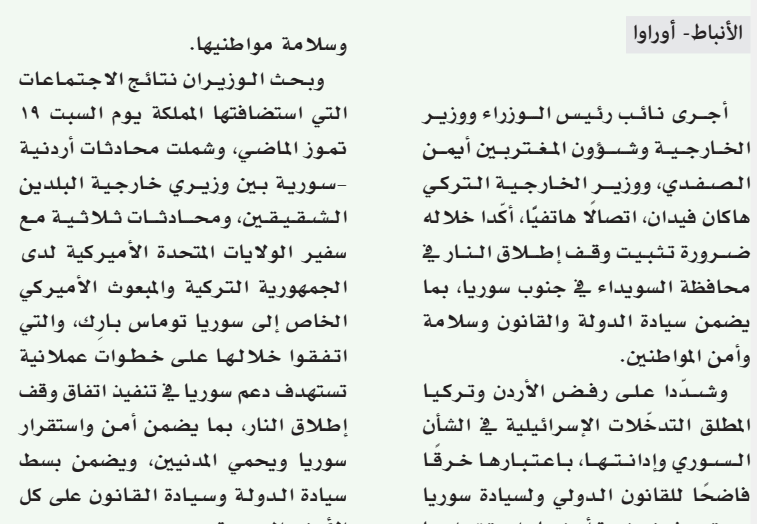 الأنباط- أوراوا
أجرى نائب رئيس الوزراء ووزير
الخارجية وشؤون المغتربين أيمن
الصفدي، ووزير الخارجية التركي
هاكان فيدان، اتصالًا هاتفيًا، أكّدا خلاله
ضرورة تثبيت وقف إطلاق النار في
محافظة السويداء في جنوب سوريا، بما
يضمن سيادة الدولة والقانون وسلامة
وأمن المواطنين.
وشدّدا على رفض الأردن وتركيا
المطلق التدخّلات الإسرائيلية في الشأن
السوري وإدانتها، باعتبارها خرقًا
فاضحًا للقانون الدولي ولسيادة سوريا
وسلامة مواطنيها.
وبحث الوزيران نتائج الاجتماعات
التي استضافتها المملكة يوم السبت ١٩
تموز الماضي، وشملت محادثات أردنية
-سورية بين وزيري خارجية البلدين
الشقيقين، ومحادثات ثلاثية مع
سفير الولايات المتحدة الأميركية لدى
الجمهورية التركية والمبعوث الأميركي
الخاص إلى سوريا توماس بارِك، والتي
اتفقوا خلالها على خطوات عملانية
تستهدف دعم سوريا في تنفيذ اتفاق وقف
إطلاق النار، بما يضمن أمن واستقرار
سوريا ويحمي المدنيين، ويضمن بسط
سيادة الدولة وسيادة القانون على كل